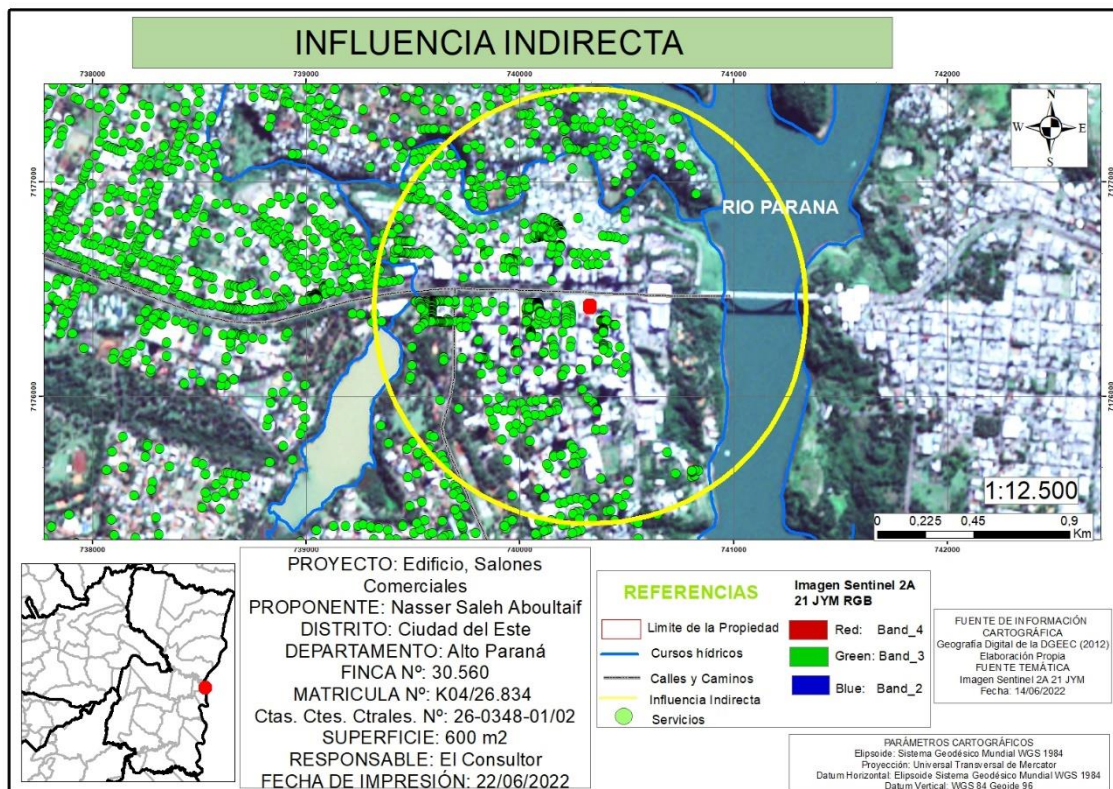 INFLUENCIA INDIRECTA
738000
739000
740000
741000
742000
7177000
7177000
7176000
7176000
N
W E
S
RIO PARANA
1:12.500
0 0,225 0,45 0,9
Km
738000
739000
740000
741000
742000
PROYECTO: Edificio, Salones
Comerciales
PROPONENTE: Nasser Saleh Aboultaif
DISTRITO: Ciudad del Este
DEPARTAMENTO: Alto Paraná
FINCA Nº: 30.560
MATRICULA Nº: K04/26.834
Ctas. Ctes. Ctrales. Nº: 26-0348-01/02
SUPERFICIE: 600 m2
RESPONSABLE: El Consultor
FECHA DE IMPRESIÓN: 22/06/2022
REFERENCIAS
Limite de la Propiedad
Cursos hídricos
Calles y Caminos
Influencia Indirecta
Servicios
Imagen Sentinel 2A
21 JYM RGB
Red: Band_4
Green: Band_3
Blue: Band_2
FUENTE DE INFORMACIÓN
CARTOGRÁFICA
Geografía Digital de la DGEEC (2012)
Elaboración Propia
FUENTE TEMÁTICA
Imagen Sentinel 2A 21 JYM
Fecha: 14/06/2022
PARÁMETROS CARTOGRÁFICOS
Elipsoide: Sistema Geodésico Mundial WGS 1984
Proyección: Universal Transversal de Mercator
Datum Horizontal: Elipsoide Sistema Geodésico Mundial WGS 1984
Datum Vertical: WGS 84 Geoide 96